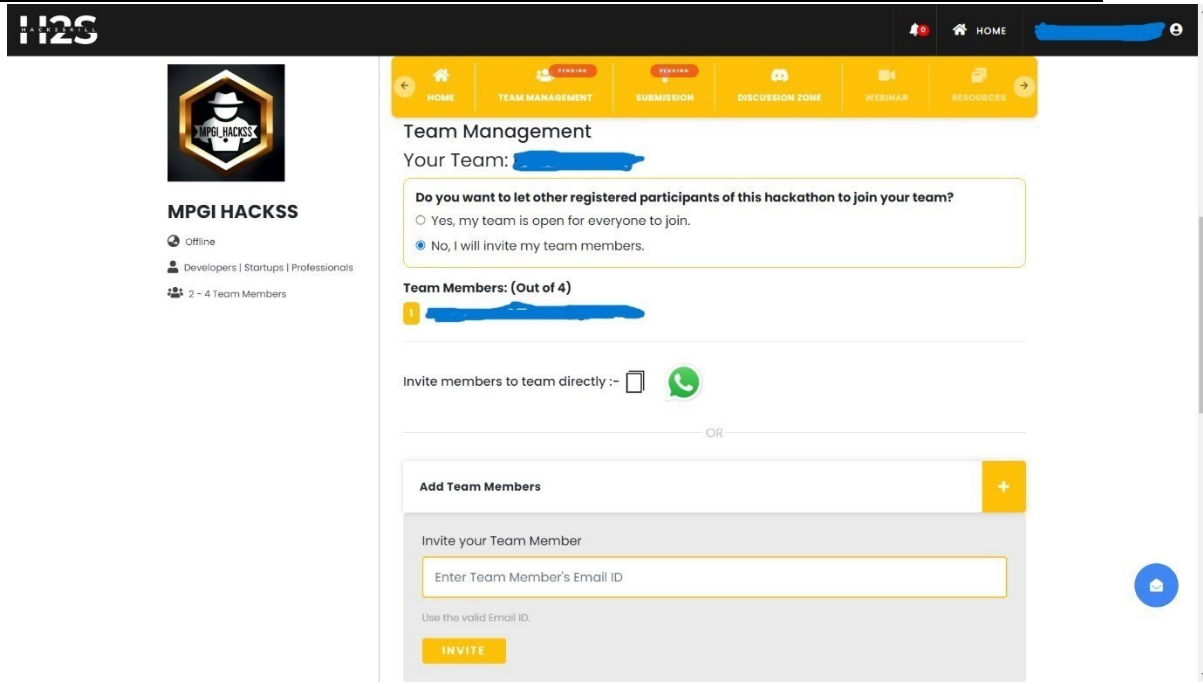 H2S
HACK2SKILL
0
HOME
HOME
PENDING
TEAM MANAGEMENT
PENDING
SUBMISSION
DISCUSSION ZONE
WEBINAR
RESOURCES
MPGI_HACKSS
MPGI HACKSS
Offline
Developers | Startups | Professionals
2 - 4 Team Members
Team Management
Your Team:
Do you want to let other registered participants of this hackathon to join your team?
Yes, my team is open for everyone to join.
No, I will invite my team members.
Team Members: (Out of 4)
1
Invite members to team directly :-
OR
Add Team Members
+
Invite your Team Member
Enter Team Member's Email ID
Use the valid Email ID.
INVITE